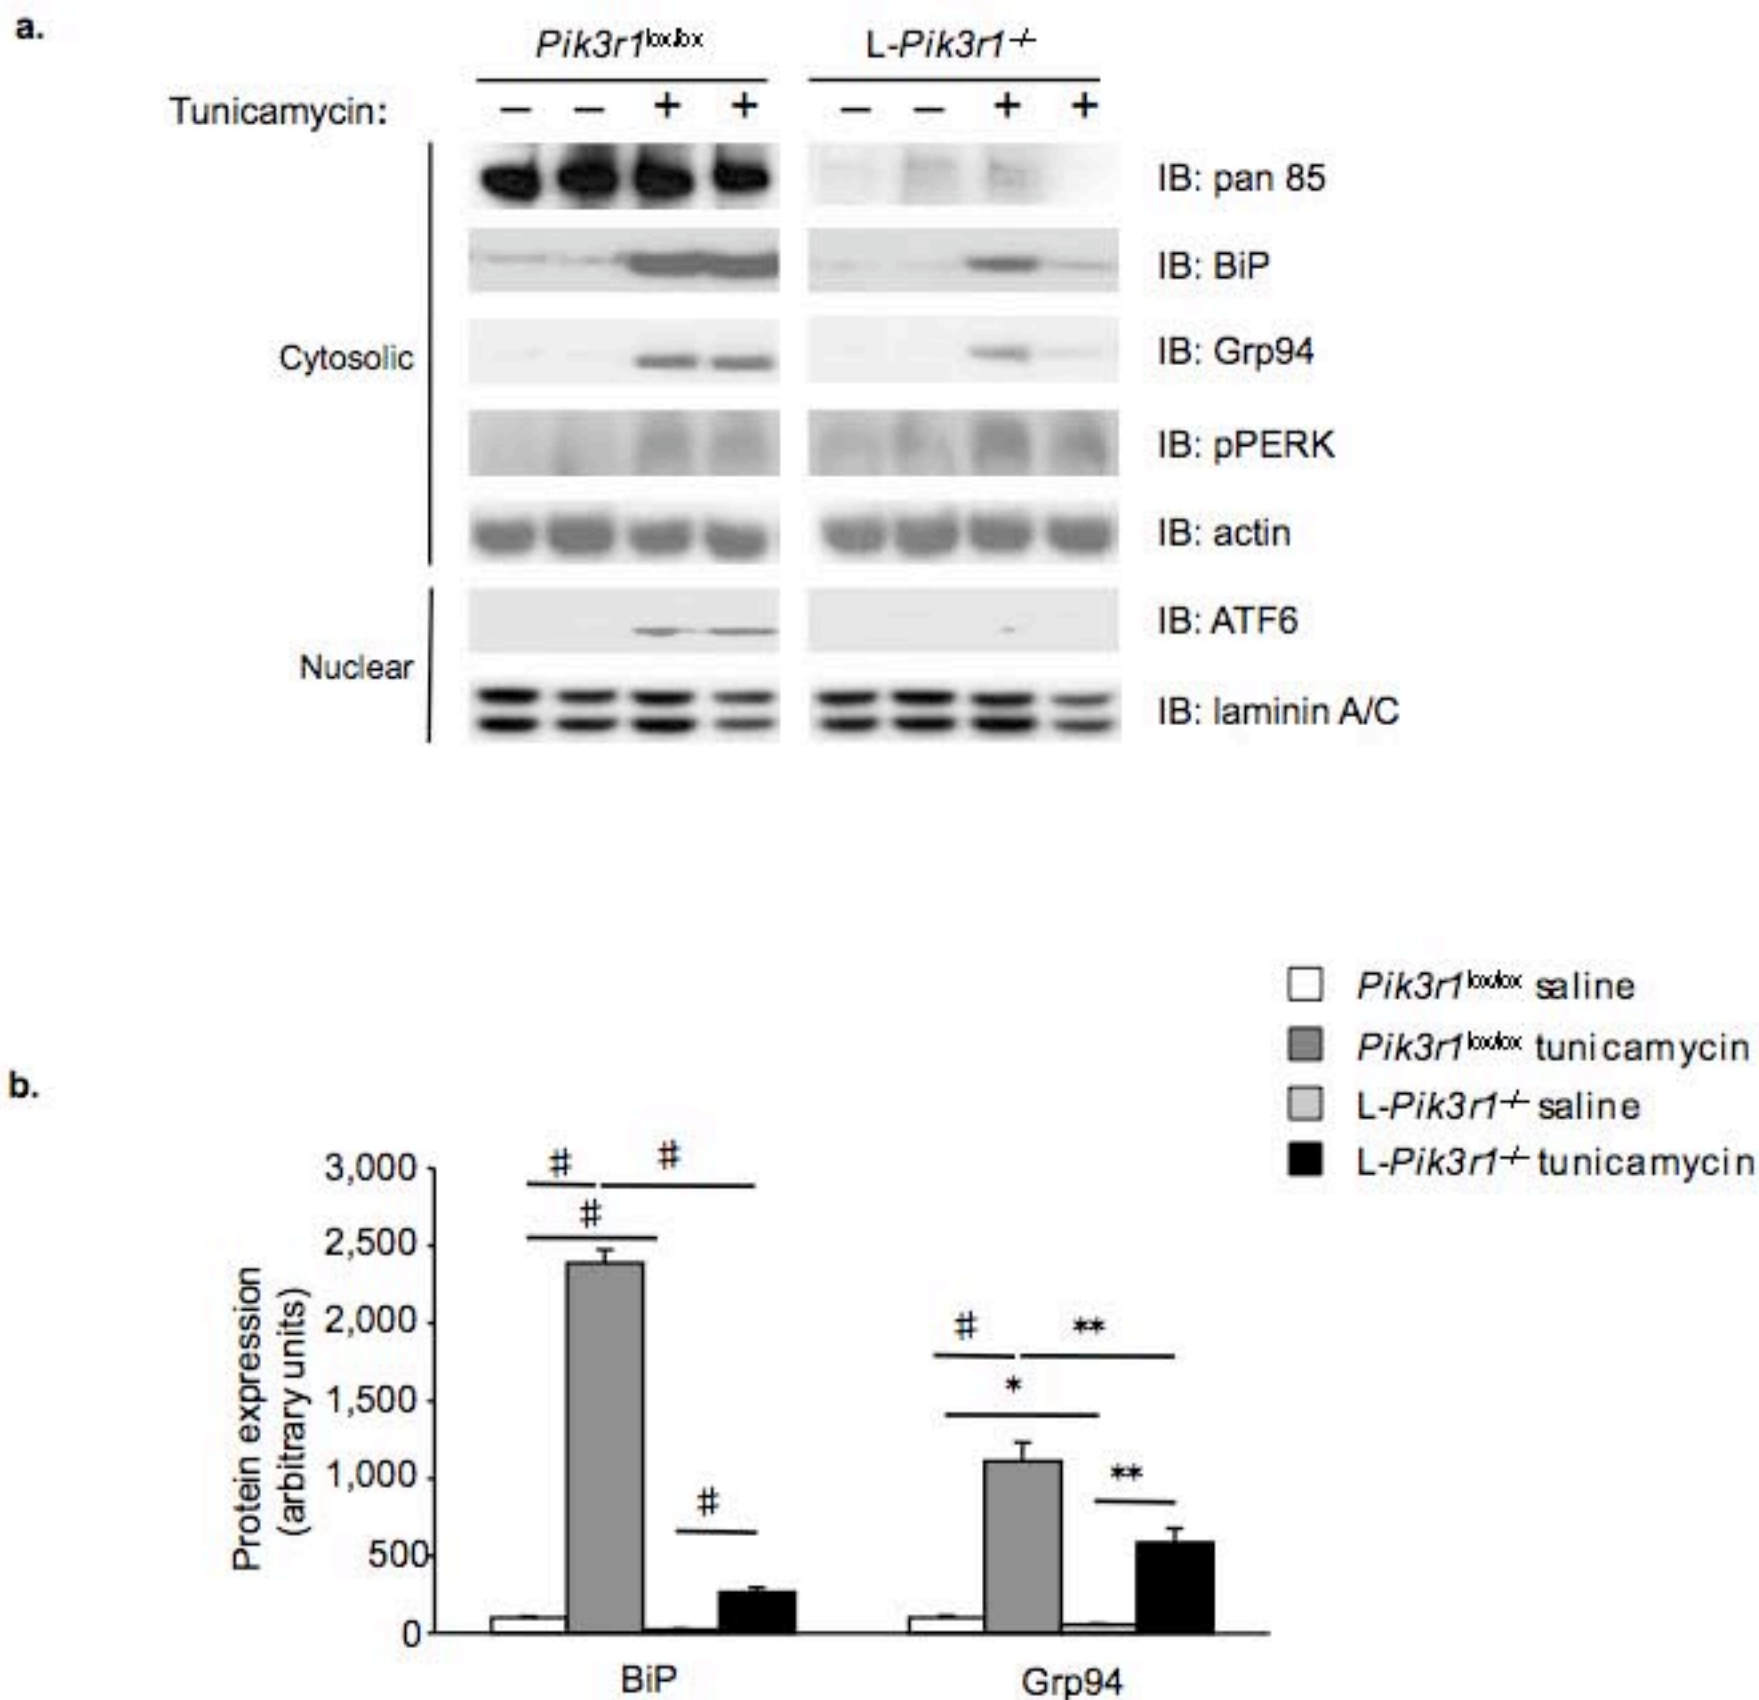 a.
Pik3r1lox/lox L-Pik3r1-/-
Tunicamycin: – – + + – – + +
IB: pan 85
IB: BiP
Cytosolic
IB: Grp94
IB: pPERK
IB: actin
IB: ATF6
Nuclear
IB: laminin A/C
b.
Pik3r1lox/lox saline
Pik3r1lox/lox tunicamycin
L-Pik3r1-/- saline
L-Pik3r1-/- tunicamycin
Protein expression
(arbitrary units)
3,000
2,500
2,000
1,500
1,000
500
0
# #
#
#
# **
*
**
BiP Grp94